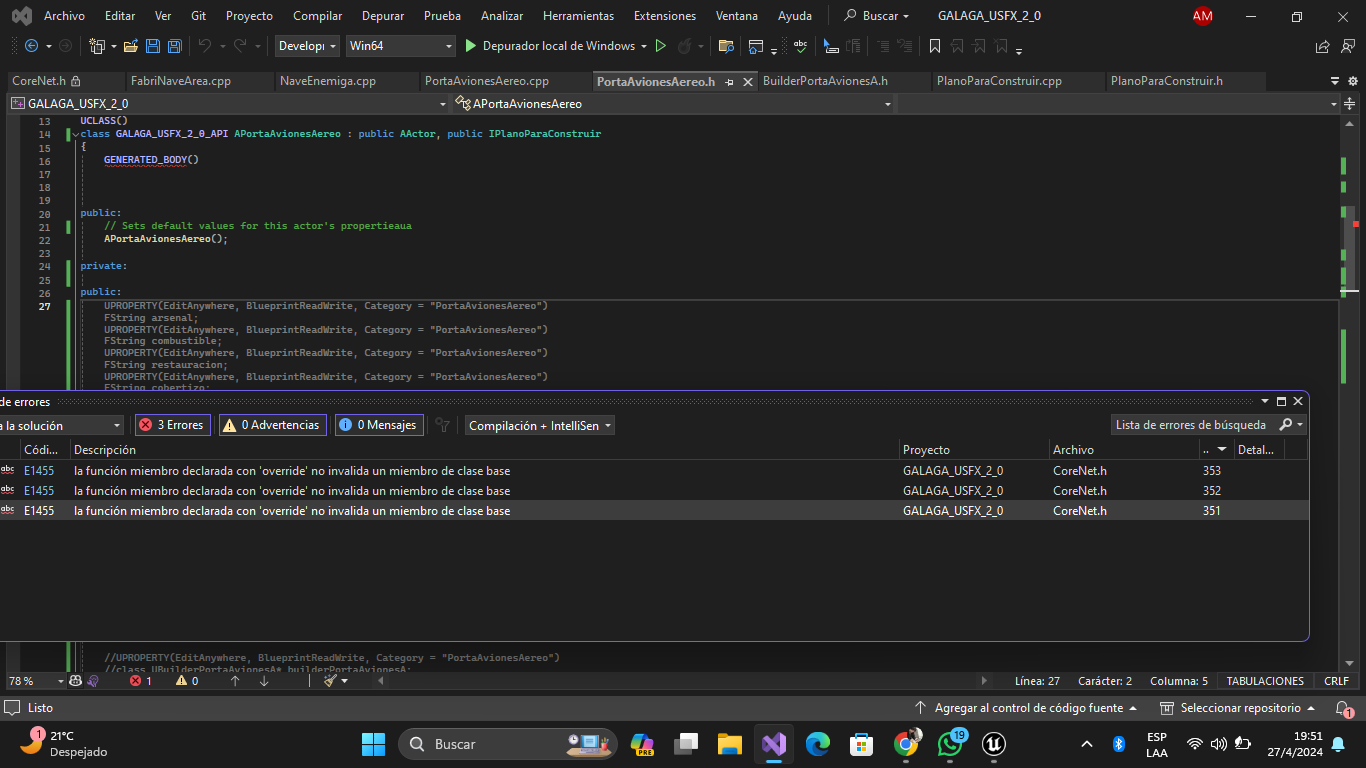 Archivo Editar Ver Git Proyecto Compilar Depurar Prueba Analizar Herramientas Extensiones Ventana Ayuda Buscar GALAGA_USFX_2_0 AM
Develop Win64 Depurador local de Windows
CoreNet.h FabriNaveArea.cpp NaveEnemiga.cpp PortaAvionesAereo.cpp PortaAvionesAereo.h BuilderPortaAvionesA.h PlanoParaConstruir.cpp PlanoParaConstruir.h
GALAGA_USFX_2_0 APortaAvionesAereo
13 UCLASS()
14 class GALAGA_USFX_2_0_API APortaAvionesAereo : public AActor, public IPlanoParaConstruir
15 {
16 GENERATED_BODY()
17
18
19
20 public:
21 // Sets default values for this actor's propertieaua
22 APortaAvionesAereo();
23
24 private:
25
26 public:
27 UPROPERTY(EditAnywhere, BlueprintReadWrite, Category = "PortaAvionesAereo")
FString arsenal;
UPROPERTY(EditAnywhere, BlueprintReadWrite, Category = "PortaAvionesAereo")
FString combustible;
UPROPERTY(EditAnywhere, BlueprintReadWrite, Category = "PortaAvionesAereo")
FString restauracion;
UPROPERTY(EditAnywhere, BlueprintReadWrite, Category = "PortaAvionesAereo")
FString cobertizo;
de errores
a la solución 3 Errores 0 Advertencias 0 Mensajes Compilación + IntelliSen Lista de errores de búsqueda
Códi... Descripción Proyecto Archivo .. Detal...
abc E1455 la función miembro declarada con 'override' no invalida un miembro de clase base GALAGA_USFX_2_0 CoreNet.h 353
abc E1455 la función miembro declarada con 'override' no invalida un miembro de clase base GALAGA_USFX_2_0 CoreNet.h 352
abc E1455 la función miembro declarada con 'override' no invalida un miembro de clase base GALAGA_USFX_2_0 CoreNet.h 351
//UPROPERTY(EditAnywhere, BlueprintReadWrite, Category = "PortaAvionesAereo")
//class UBuilderPortaAvionesA* builderPortaAvionesA;
78 % 1 0 Línea: 27 Carácter: 2 Columna: 5 TABULACIONES CRLF
Listo Agregar al control de código fuente Seleccionar repositorio 1
1 21°C
Despejado
Buscar
PRE
19
ESP
LAA
19:51
27/4/2024